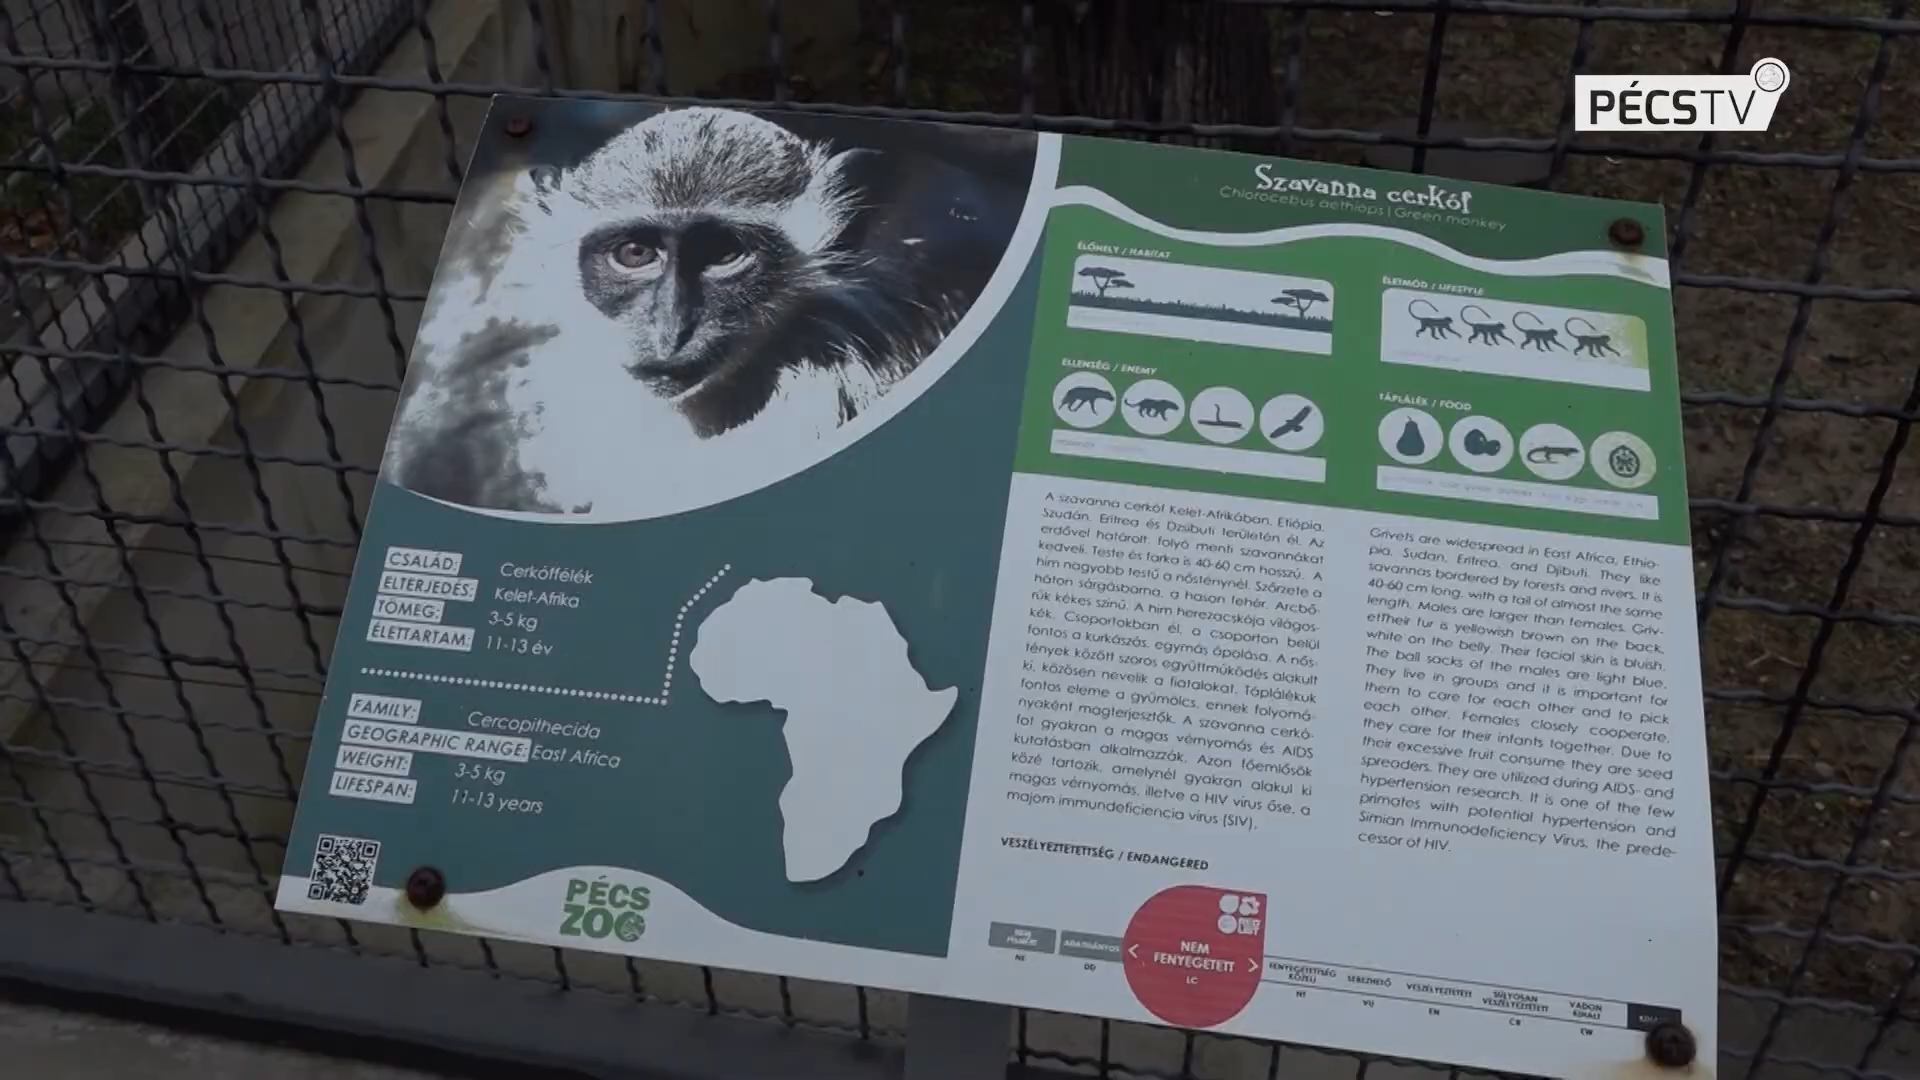 PÉCSTV
Szavanna cerkóf
Chlorocebus aethiops | Green monkey
ÉLŐHELY / HABITAT
ÉLETMÓD / LIFESTYLE
ELLENSÉG / ENEMY
TÁPLÁLÉK / FOOD
CSALÁD: Cerkóffélék
ELTERJEDÉS: Kelet-Afrika
TÖMEG: 3-5 kg
ÉLETTARTAM: 11-13 év
FAMILY: Cercopithecida
GEOGRAPHIC RANGE: East Africa
WEIGHT: 3-5 kg
LIFESPAN: 11-13 years
PÉCS
ZOO
A szavanna cerkóf Kelet-Afrikában, Etiópia,
Szudán, Eritrea és Dzsibuti területén él. Az
erdővel határolt, folyó menti szavannákat
kedveli. Teste és farka is 40-60 cm hosszú. A
hím nagyobb testű a nősténynél. Szőrzete a
háton sárgásbarna, a hason fehér. Arcbő-
rük kékes színű. A hím herezacskója világos-
kék. Csoportokban él, a csoporton belül
fontos a kurkászás, egymás ápolása. A nős-
tények között szoros együttműködés alakult
ki, közösen nevelik a fiatalokat. Táplálékuk
fontos eleme a gyümölcs, ennek folyomá-
nyaként magterjesztők. A szavanna cerkó-
fot gyakran a magas vérnyomás és AIDS
kutatásban alkalmazzák. Azon főemlősök
közé tartozik, amelynél gyakran alakul ki
magas vérnyomás, illetve a HIV vírus őse, a
majom immundeficiencia vírus (SIV),
Grivets are widespread in East Africa, Ethio-
pia, Sudan, Eritrea, and Djibuti. They like
savannas bordered by forests and rivers. It is
40-60 cm long, with a tail of almost the same
length. Males are larger than females. Griv-
etTheir fur is yellowish brown on the back,
white on the belly. Their facial skin is bluish.
The ball sacks of the males are light blue.
They live in groups and it is important for
them to care for each other and to pick
each other. Females closely cooperate,
they care for their infants together. Due to
their excessive fruit consume they are seed
spreaders. They are utilized during AIDS- and
hypertension research. It is one of the few
primates with potential hypertension and
Simian Immunodeficiency Virus, the prede-
cessor of HIV.
VESZÉLYEZTETETTSÉG / ENDANGERED
NE
ADATHIÁNYOS
DD
NEM
FENYEGETETT
LC
RED
LIST
FENYEGETETTSÉG
KÖZELI
NT
SEBEZHETŐ
VU
VESZÉLYEZTETETT
EN
SÚLYOSAN
VESZÉLYEZTETETT
CR
VADON
KIHALT
EW